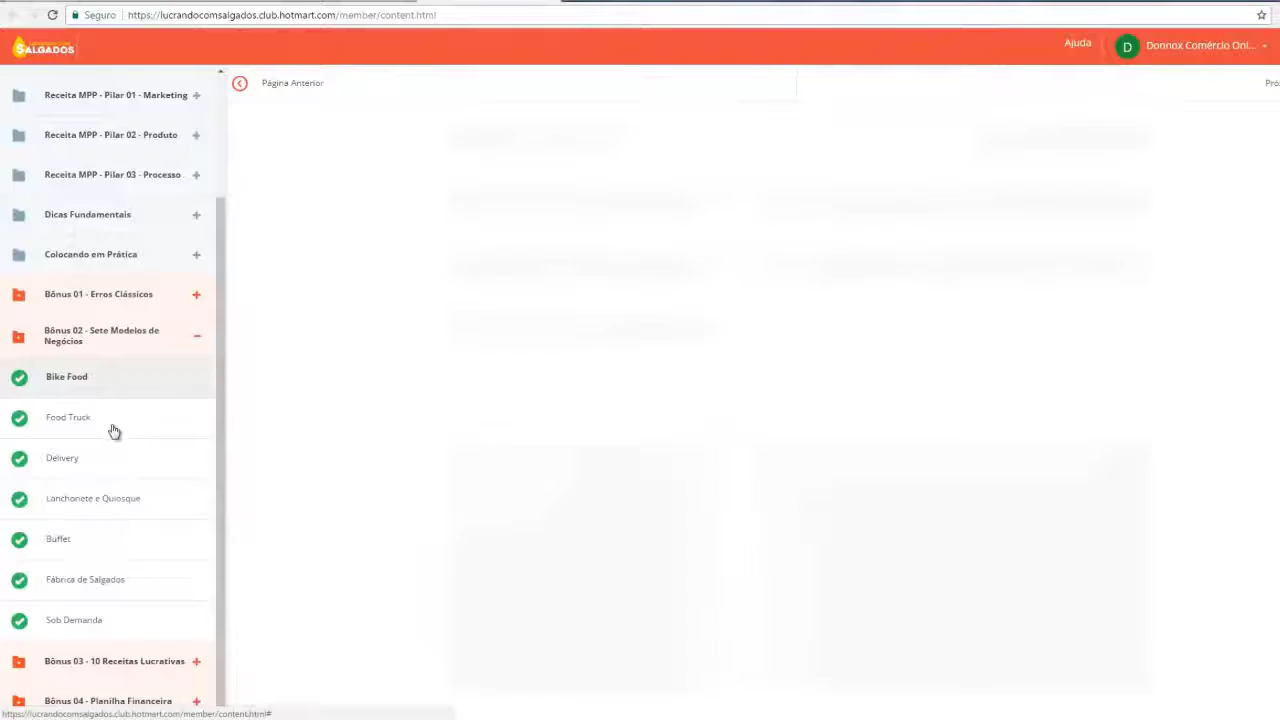 Seguro
https://lucrandocomsalgados.club.hotmart.com/member/content.html
SALGADOS
Ajuda
D
Donnox Comércio Onl...
Página Anterior
Pró
Receita MPP - Pilar 01 - Marketing
Receita MPP - Pilar 02 - Produto
Receita MPP - Pilar 03 - Processo
Dicas Fundamentais
Colocando em Prática
Bônus 01 - Erros Clássicos
Bônus 02 - Sete Modelos de
Negócios
Bike Food
Food Truck
Delivery
Lanchonete e Quiosque
Buffet
Fábrica de Salgados
Sob Demanda
Bônus 03 - 10 Receitas Lucrativas
Bônus 04 - Planilha Financeira
https://lucrandocomsalgados.club.hotmart.com/member/content.html#